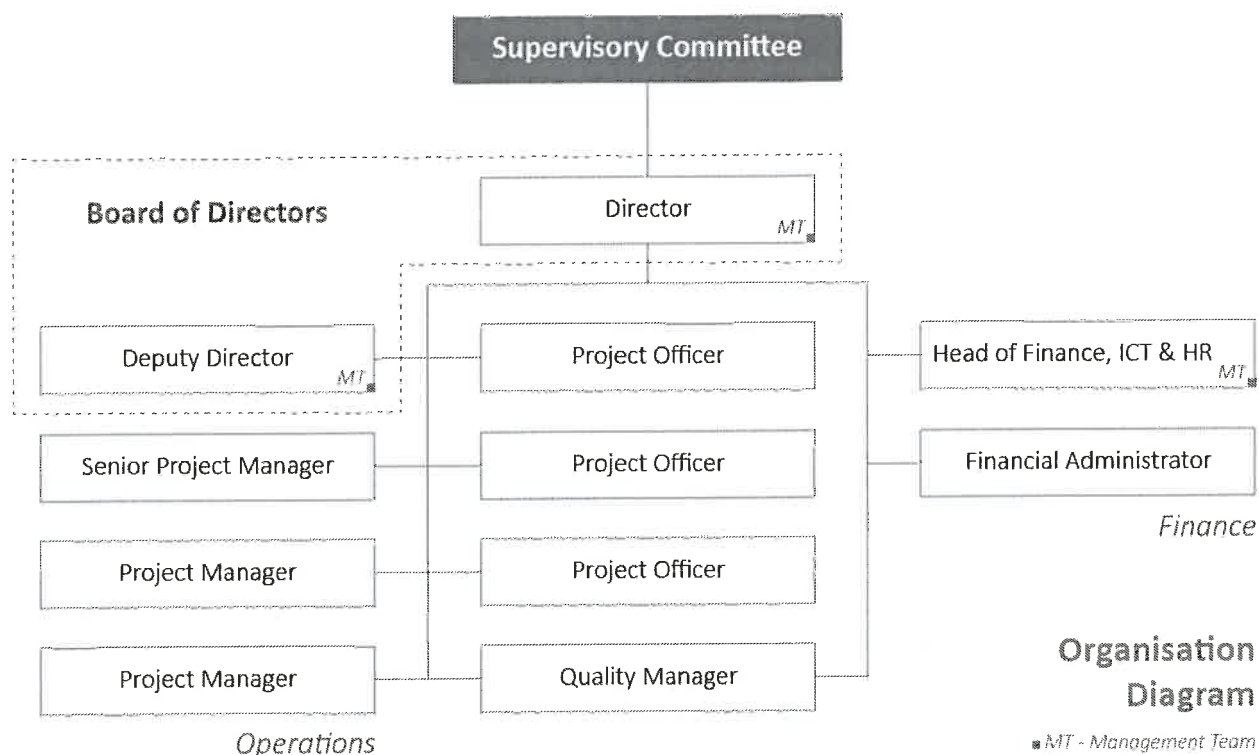 Supervisory Committee
Board of Directors
Director
MT
Deputy Director
MT
Project Officer
Head of Finance, ICT & HR
MT
Senior Project Manager
Project Officer
Financial Administrator
Finance
Project Manager
Project Officer
Project Manager
Quality Manager
Operations
Organisation
Diagram
MT - Management Team